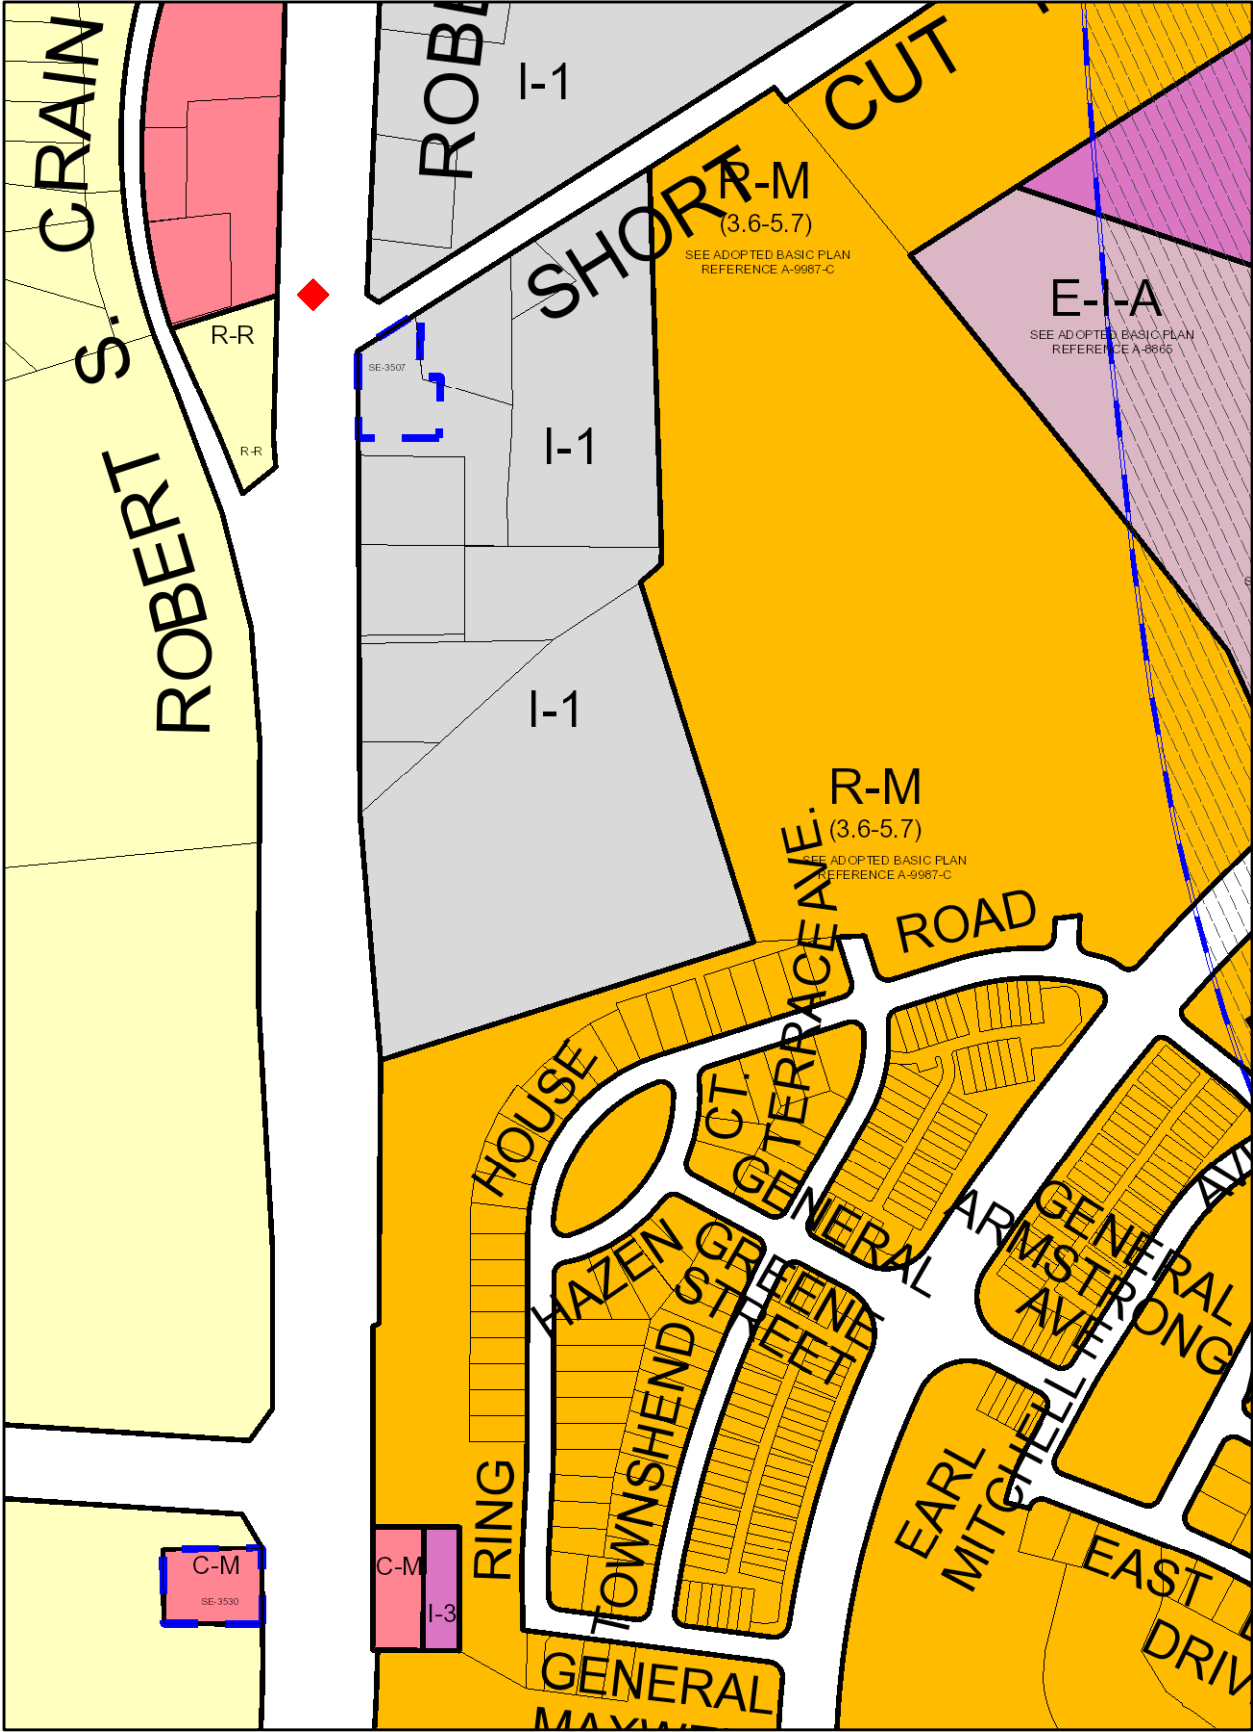 CRAIN
ROBE
I-1
CUT
R-M
(3.6-5.7)
SEE ADOPTED BASIC PLAN
REFERENCE A-9987-C
SHORT
E-I-A
SEE ADOPTED BASIC PLAN
REFERENCE A-8865
S.
R-R
SE-3507
R-R
I-1
ROBERT
I-1
R-M
(3.6-5.7)
SEE ADOPTED BASIC PLAN
REFERENCE A-9987-C
TERRACE AVE.
ROAD
HOUSE
CT.
GENERAL
GREENE
STREET
HAZEN
ARMSTRONG
GENERAL
AVE
AV
TOWNSHEND
RING
EARL
MITCHELL
EAST
DRIV
C-M
SE-3530
C-M
I-3
GENERAL
MAXWE